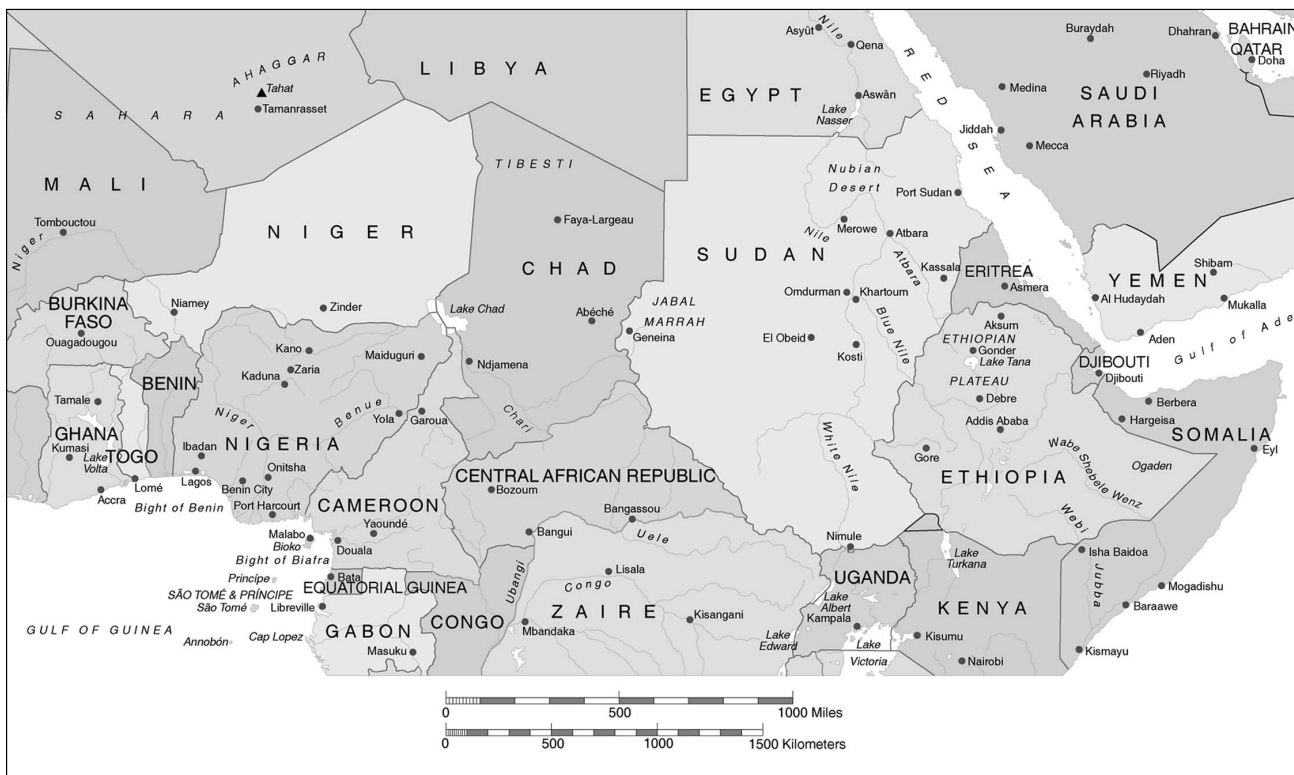 Asyût
Nile
Qena
Buraydah
Dhahran
BAHRAIN
QATAR
Doha
AHAGGAR
Tahat
Tamanrasset
LIBYA
EGYPT
Aswân
Lake
Nasser
RED SEA
Medina
Riyadh
SAUDI
ARABIA
SAHARA
Jiddah
Mecca
MALI
TIBESTI
Nubian
Desert
Port Sudan
Tombouctou
Niger
NIGER
Faya-Largeau
CHAD
SUDAN
Nile
Merowe
Atbara
Atbara
Kassala
ERITREA
Asmera
YEMEN
Shibam
Al Hudaydah
Mukalla
Aden
Gulf of Ade
BURKINA
FASO
Ouagadougou
Niamey
Zinder
Lake Chad
Abéché
JABAL
MARRAH
Geneina
Omdurman
Khartoum
Blue Nile
El Obeid
Kosti
Aksum
ETHIOPIAN
Gonder
Lake Tana
PLATEAU
Debre
DJIBOUTI
Djibouti
Kano
Zaria
Kaduna
Maiduguri
Ndjamena
BENIN
Tamale
Niger
Benue
Yola
Garoua
Chari
Addis Ababa
Berbera
Hargeisa
SOMALIA
Eyl
GHANA
Kumasi
Lake
Volta
TOGO
Ibadan
NIGERIA
Onitsha
Lagos
Benin City
Lomé
Accra
Bight of Benin
Port Harcourt
CENTRAL AFRICAN REPUBLIC
Bozoum
Bangassou
Bangui
White Nile
Gore
ETHIOPIA
Wabe Shebele Wenz
Ogaden
Webi
CAMEROON
Yaoundé
Malabo
Bioko
Douala
Bight of Biafra
Uele
Nimule
Lake
Turkana
Isha Baidoa
Jubba
Mogadishu
Baraawe
Kismayu
Príncipe
Bata
EQUATORIAL GUINEA
SÃO TOMÉ & PRÍNCIPE
São Tomé
Libreville
GULF OF GUINEA
Annobón
Cap Lopez
GABON
Masuku
CONGO
Ubangi
Lisala
Congo
ZAIRE
Mbandaka
Kisangani
UGANDA
Lake
Albert
Kampala
Lake
Edward
Lake
Victoria
KENYA
Kisumu
Nairobi
0 500 1000 Miles
0 500 1000 1500 Kilometers